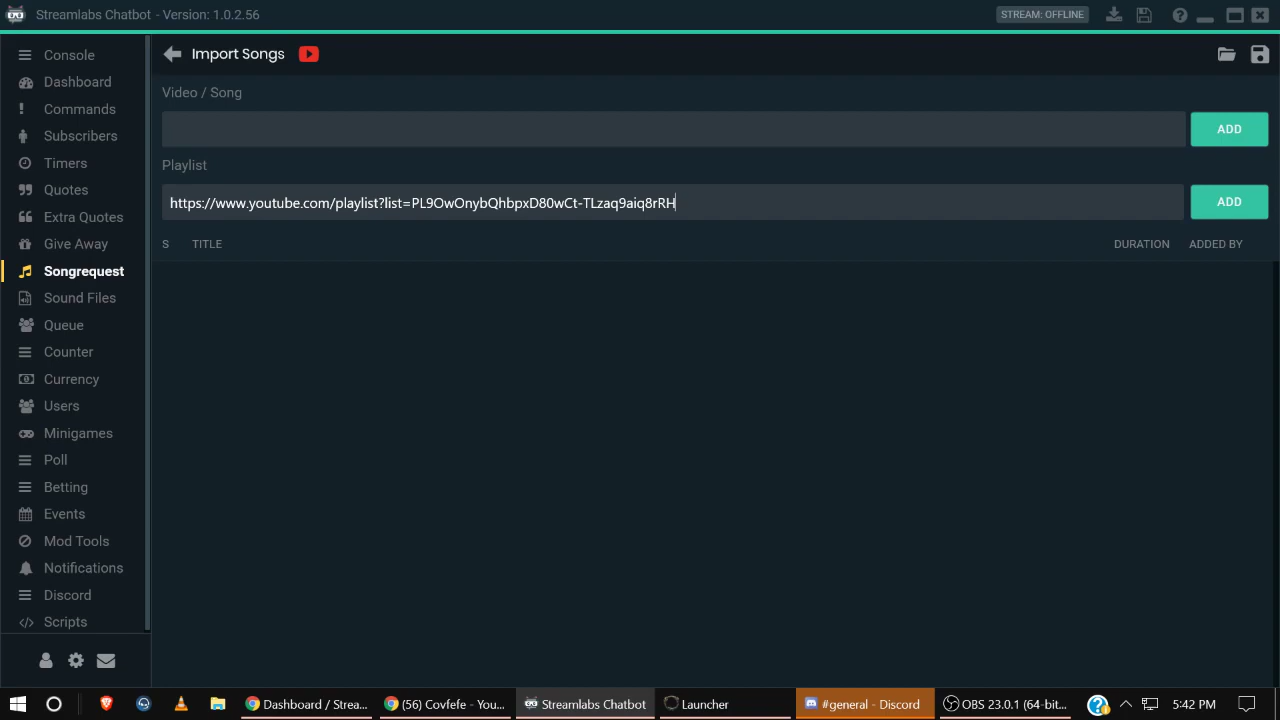 Streamlabs Chatbot - Version: 1.0.2.56
STREAM: OFFLINE
Console
Dashboard
Commands
Subscribers
Timers
Quotes
Extra Quotes
Give Away
Songrequest
Sound Files
Queue
Counter
Currency
Users
Minigames
Poll
Betting
Events
Mod Tools
Notifications
Discord
Scripts
Import Songs
Video / Song
ADD
Playlist
https://www.youtube.com/playlist?list=PL9OwOnybQhbpxD80wCt-TLzaq9aiq8rRH
ADD
S TITLE DURATION ADDED BY
Dashboard / Strea...
(56) Covfefe - You...
Streamlabs Chatbot
Launcher
#general - Discord
OBS 23.0.1 (64-bit...
5:42 PM